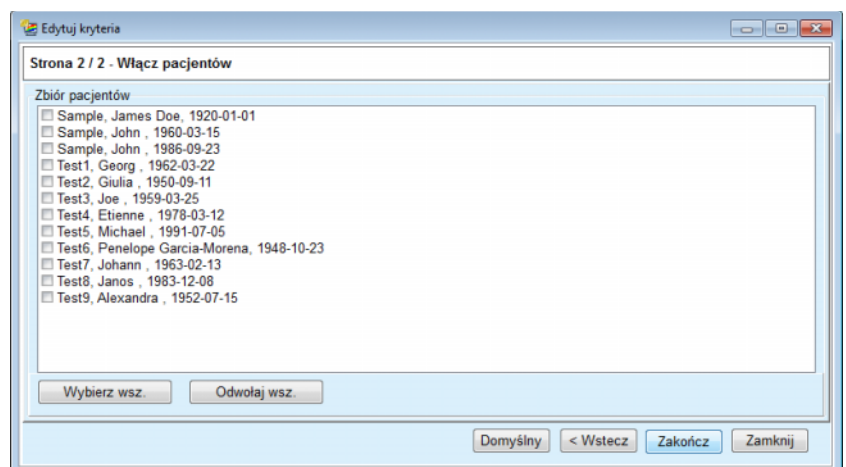 Edytuj kryteria
Strona 2 / 2 - Włącz pacjentów
Zbiór pacjentów
Sample, James Doe, 1920-01-01
Sample, John , 1960-03-15
Sample, John , 1986-09-23
Test1, Georg , 1962-03-22
Test2, Giulia , 1950-09-11
Test3, Joe , 1959-03-25
Test4, Etienne , 1978-03-12
Test5, Michael , 1991-07-05
Test6, Penelope Garcia-Morena, 1948-10-23
Test7, Johann , 1963-02-13
Test8, Janos , 1983-12-08
Test9, Alexandra , 1952-07-15
Wybierz wsz. Odwołaj wsz.
Domyślny < Wstecz Zakończ Zamknij